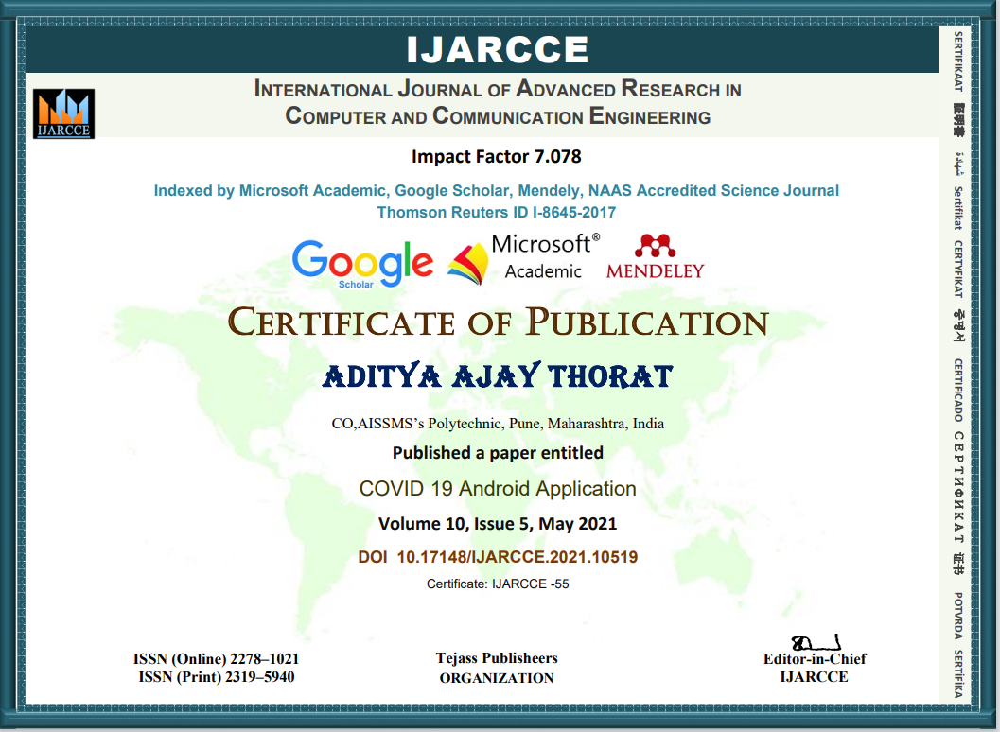 IJARCCE
INTERNATIONAL JOURNAL OF ADVANCED RESEARCH IN
COMPUTER AND COMMUNICATION ENGINEERING
IJARCCE
Impact Factor 7.078
Indexed by Microsoft Academic, Google Scholar, Mendely, NAAS Accredited Science Journal
Thomson Reuters ID I-8645-2017
Google
Scholar
Microsoft®
Academic
MENDELEY
CERTIFICATE OF PUBLICATION
ADITYA AJAY THORAT
CO,AISSMS's Polytechnic, Pune, Maharashtra, India
Published a paper entitled
COVID 19 Android Application
Volume 10, Issue 5, May 2021
DOI 10.17148/IJARCCE.2021.10519
Certificate: IJARCCE -55
ISSN (Online) 2278–1021
ISSN (Print) 2319–5940
Tejass Publisheers
ORGANIZATION
Editor-in-Chief
IJARCCE
SERTIFIKAAT 証明書 شهادة Sertifikat CERTYFIKAT 증명서 CERTIFICADO СЕРТИФИКАТ 证书 POTVRDA SERTİFİKA